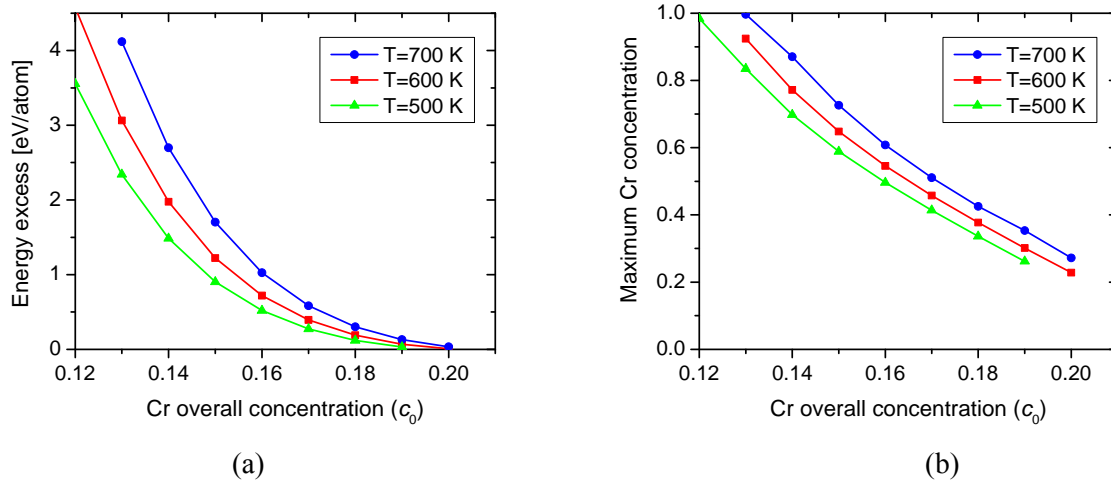 Energy excess [eV/atom]
4
3
2
1
0
T=700 K
T=600 K
T=500 K
0.12 0.14 0.16 0.18 0.20
Cr overall concentration (c0)
(a)
Maximum Cr concentration
1.0
0.8
0.6
0.4
0.2
0.0
T=700 K
T=600 K
T=500 K
0.12 0.14 0.16 0.18 0.20
Cr overall concentration (c0)
(b)